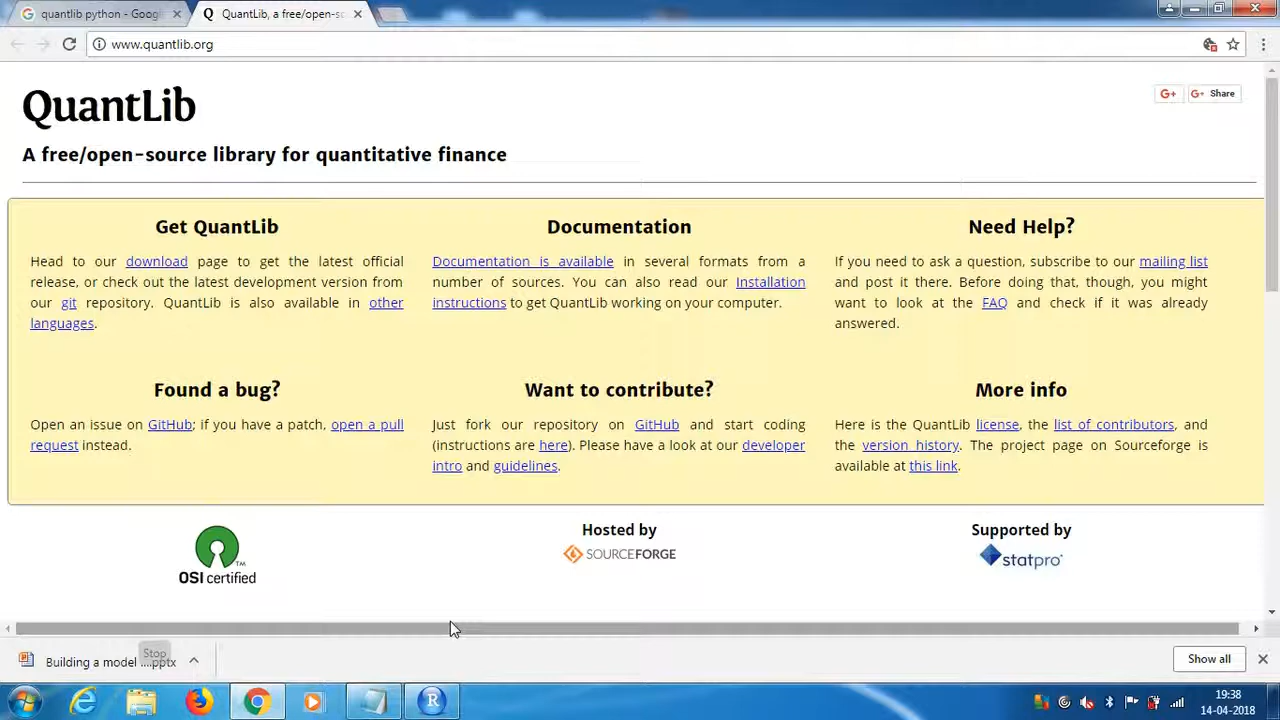 quantlib python - Goog
QuantLib, a free/open-so
www.quantlib.org
QuantLib
G+
G+ Share
A free/open-source library for quantitative finance
Get QuantLib
Head to our download page to get the latest official
release, or check out the latest development version from
our git repository. QuantLib is also available in other
languages.
Documentation
Documentation is available in several formats from a
number of sources. You can also read our Installation
instructions to get QuantLib working on your computer.
Need Help?
If you need to ask a question, subscribe to our mailing list
and post it there. Before doing that, though, you might
want to look at the FAQ and check if it was already
answered.
Found a bug?
Open an issue on GitHub; if you have a patch, open a pull
request instead.
Want to contribute?
Just fork our repository on GitHub and start coding
(instructions are here). Please have a look at our developer
intro and guidelines.
More info
Here is the QuantLib license, the list of contributors, and
the version history. The project page on Sourceforge is
available at this link.
TM
OSI certified
Hosted by
SOURCEFORGE
Supported by
statpro
Stop
Building a model ....pptx
Show all
19:38
14-04-2018